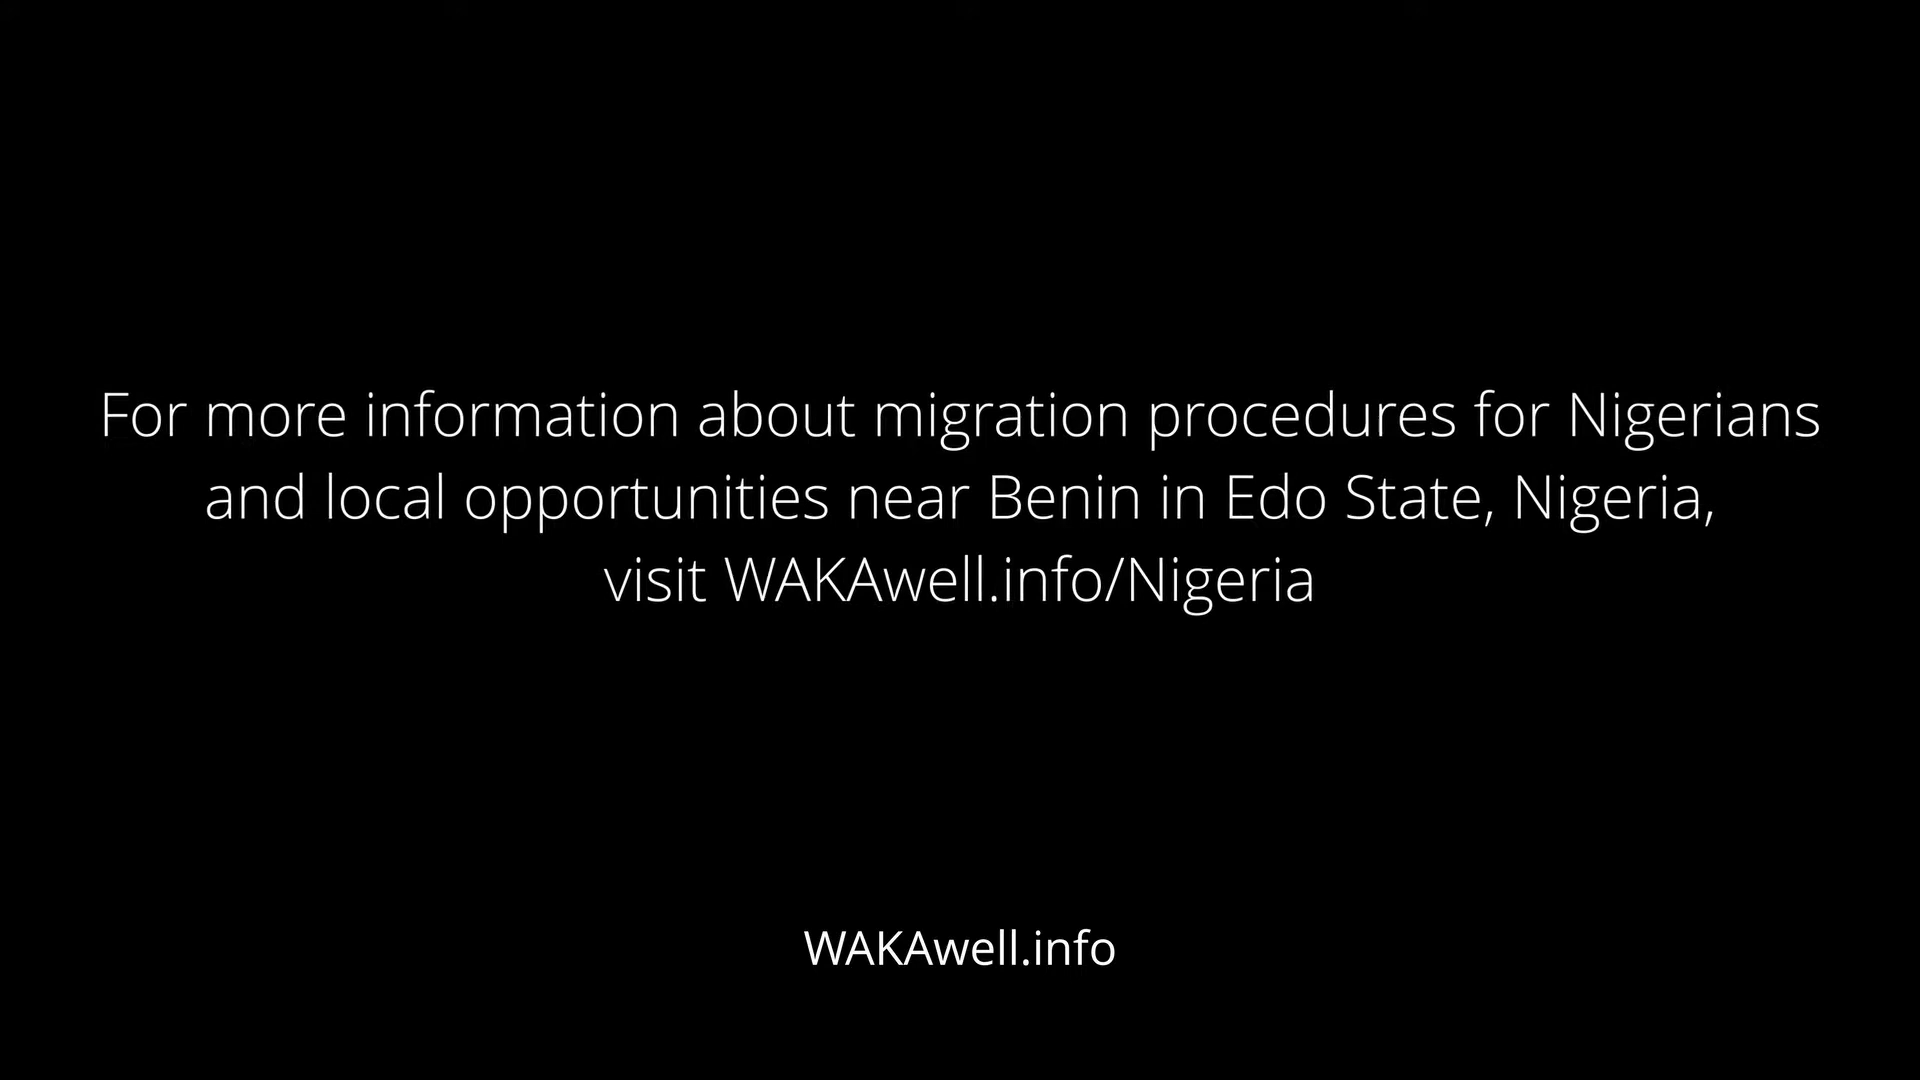 For more information about migration procedures for Nigerians
and local opportunities near Benin in Edo State, Nigeria,
visit WAKAwell.info/Nigeria
WAKAwell.info